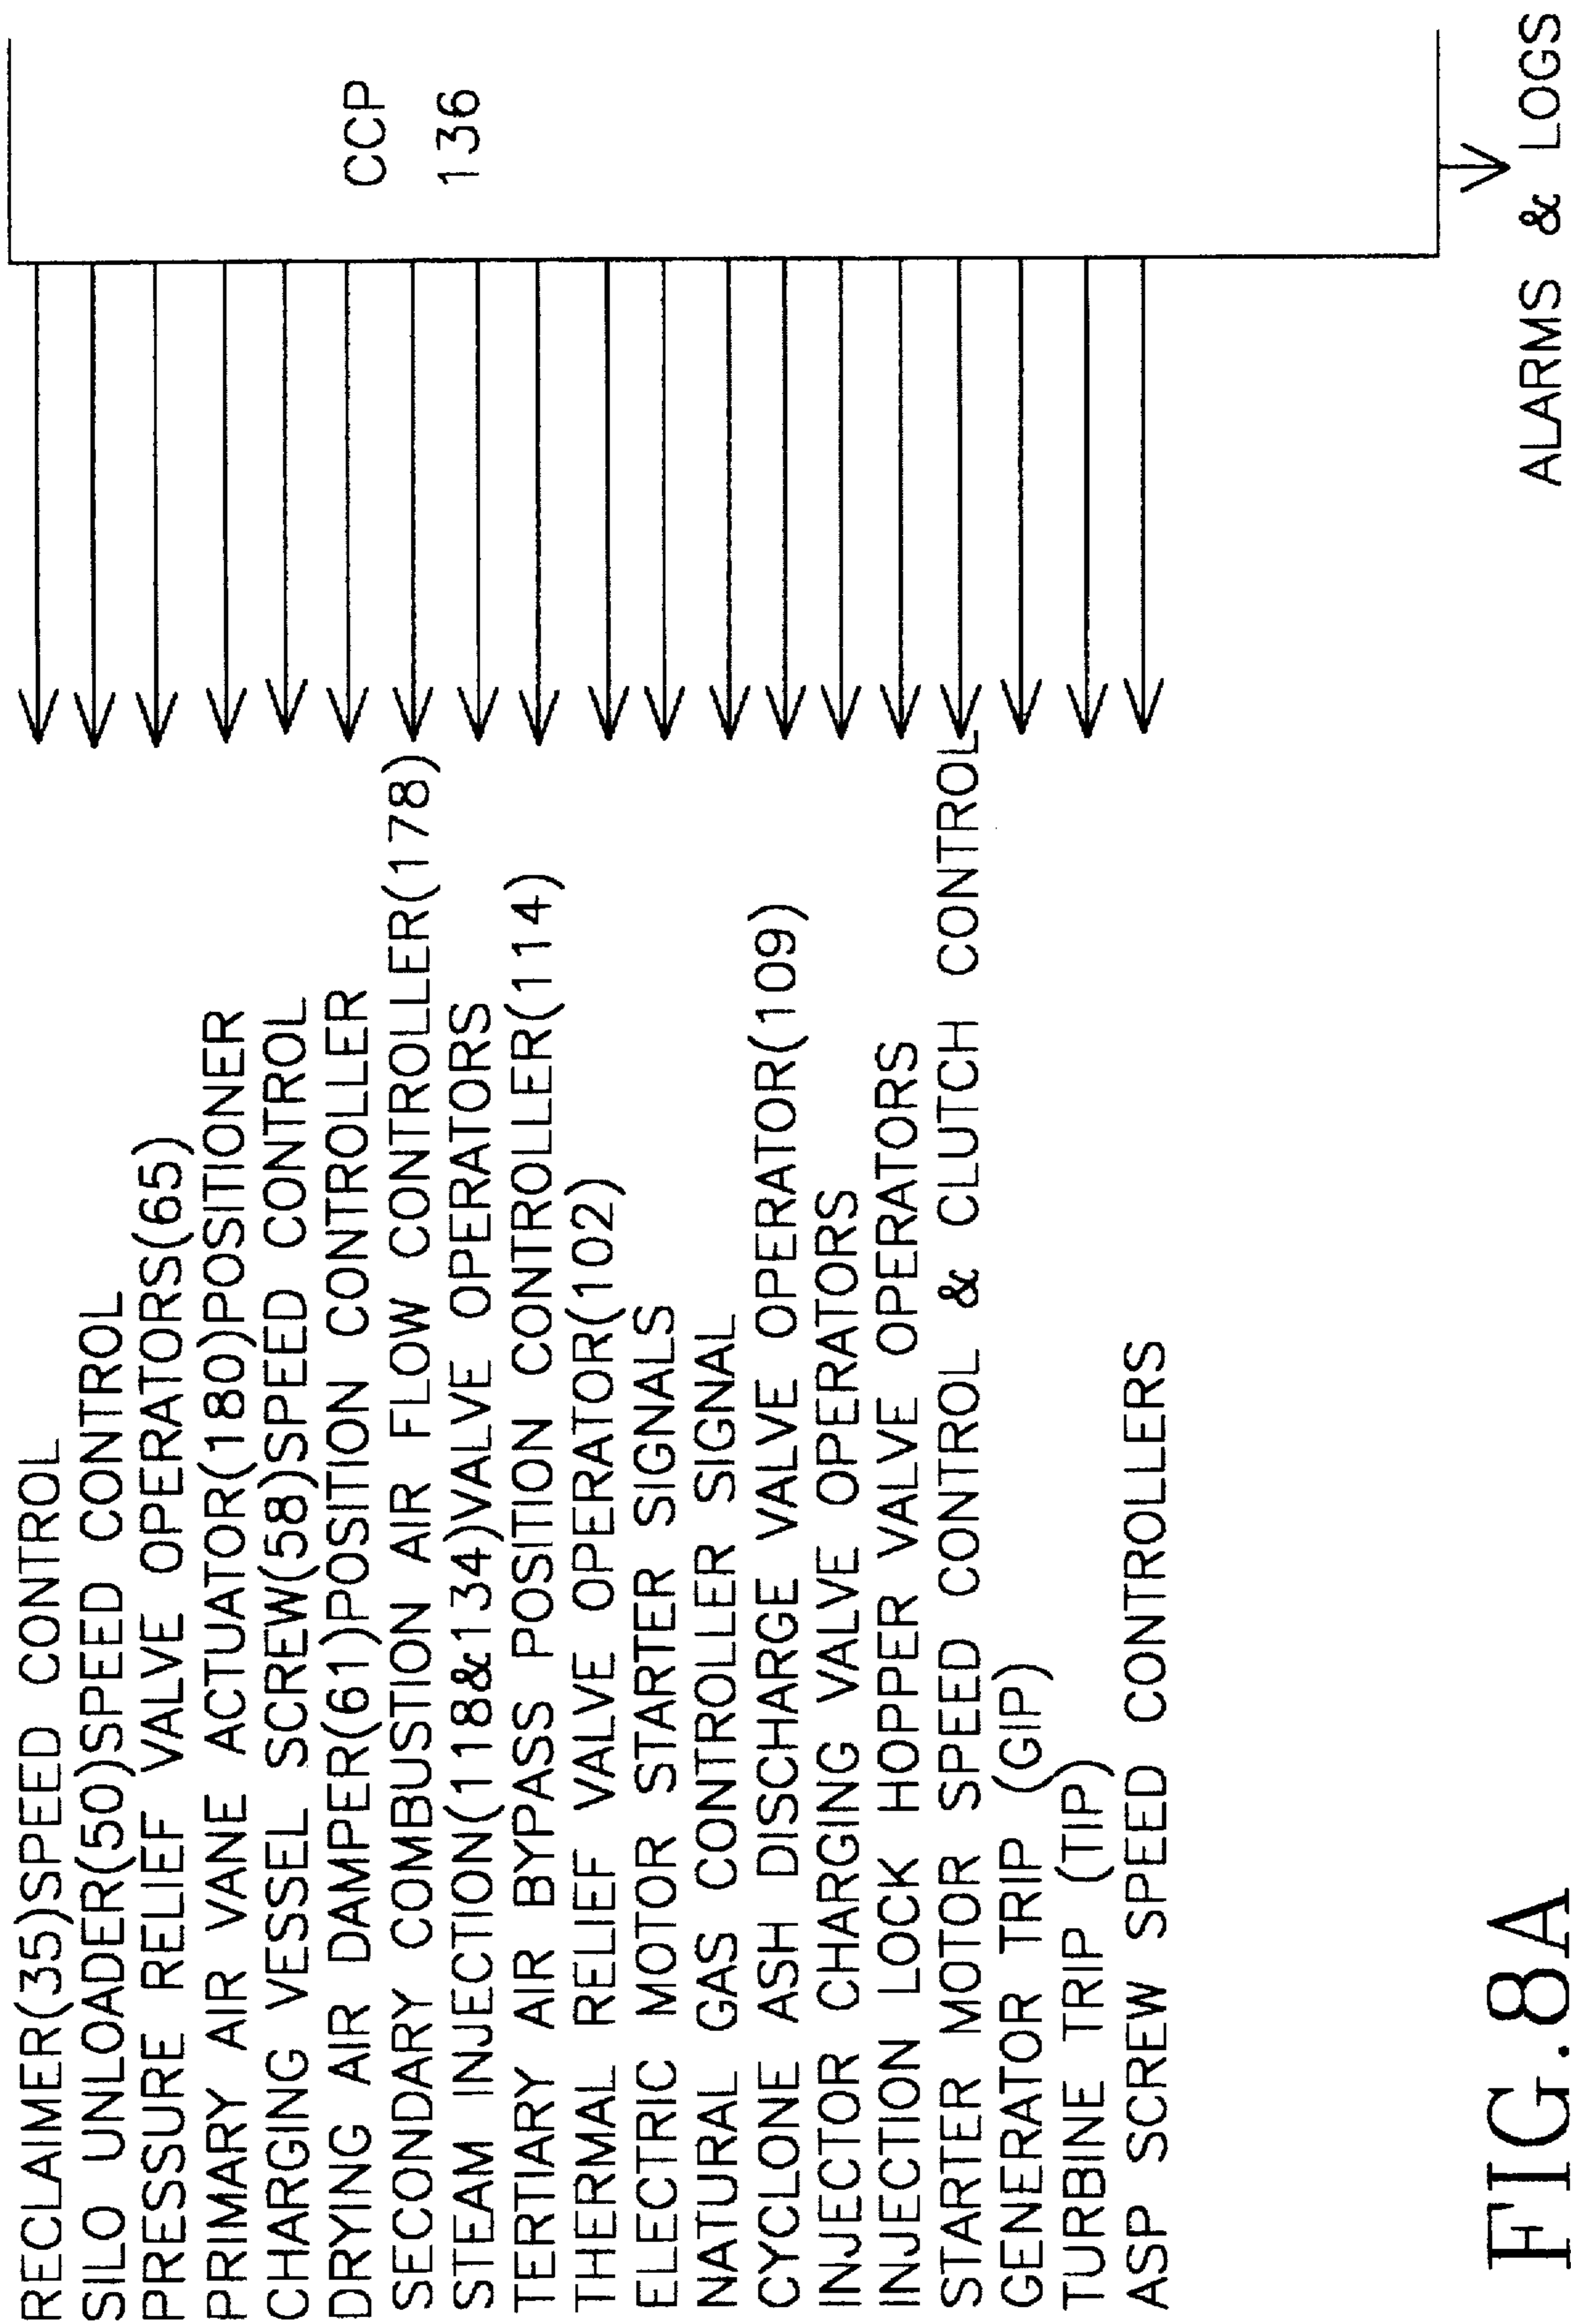 RECLAIMER(35)SPEED CONTROL
SILO UNLOADER(50)SPEED CONTROL
PRESSURE RELIEF VALVE OPERATORS(65)
PRIMARY AIR VANE ACTUATOR(180)POSITIONER
CHARGING VESSEL SCREW(58)SPEED CONTROL
DRYING AIR DAMPER(61)POSITION CONTROLLER
SECONDARY COMBUSTION AIR FLOW CONTROLLER(178)
STEAM INJECTION(118&134)VALVE OPERATORS
TERTIARY AIR BYPASS POSITION CONTROLLER(114)
THERMAL RELIEF VALVE OPERATOR(102)
ELECTRIC MOTOR STARTER SIGNALS
NATURAL GAS CONTROLLER SIGNAL
CYCLONE ASH DISCHARGE VALVE OPERATOR(109)
INJECTOR CHARGING VALVE OPERATORS
INJECTION LOCK HOPPER VALVE OPERATORS
STARTER MOTOR SPEED CONTROL & CLUTCH CONTROL
GENERATOR TRIP (GIP)
TURBINE TRIP (TIP)
ASP SCREW SPEED CONTROLLERS
CCP
136
ALARMS & LOGS
FIG.8A